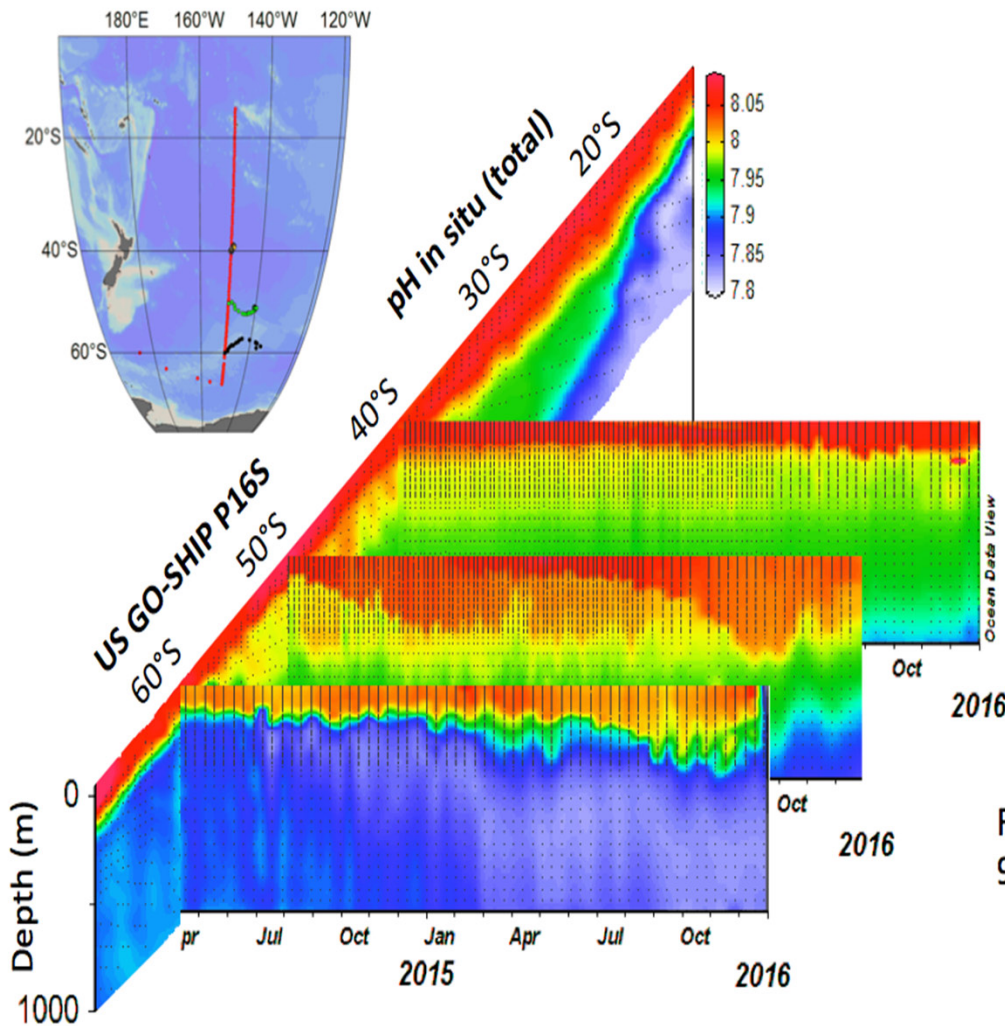 180°E 160°W 140°W 120°W
20°S
40°S
60°S
pH in situ (total)
20°S
30°S
40°S
US GO-SHIP P16S
50°S
60°S
8.05
8
7.95
7.9
7.85
7.8
Ocean Data View
Oct
2016
Oct
2016
Depth (m)
0
1000
pr Jul Oct Jan Apr Jul Oct
2015 2016